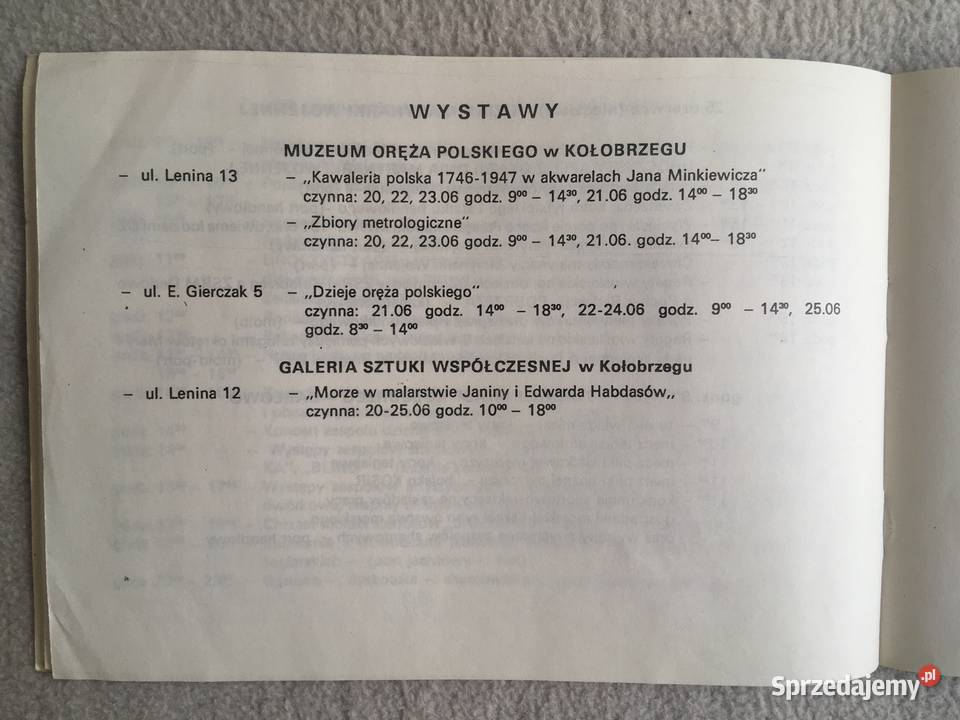 WYSTAWY
MUZEUM ORĘŻA POLSKIEGO w KOŁOBRZEGU
– ul. Lenina 13 – „Kawaleria polska 1746-1947 w akwarelach Jana Minkiewicza"
czynna: 20, 22, 23.06 godz. 9⁰⁰ – 14³⁰, 21.06 godz. 14⁰⁰ – 18³⁰
– „Zbiory metrologiczne"
czynna: 20, 22, 23.06 godz. 9⁰⁰ – 14³⁰, 21.06. godz. 14⁰⁰– 18³⁰
– ul. E. Gierczak 5 – „Dzieje oręża polskiego"
czynna: 21.06 godz. 14⁰⁰ – 18³⁰, 22-24.06 godz. 9⁰⁰ – 14³⁰, 25.06
godz. 8³⁰ – 14⁰⁰
GALERIA SZTUKI WSPÓŁCZESNEJ w Kołobrzegu
– ul. Lenina 12 – „Morze w malarstwie Janiny i Edwarda Habdasów„
czynna: 20-25.06 godz. 10⁰⁰ – 18⁰⁰
Sprzedajemy.pl